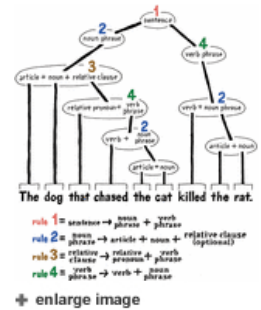 1
sentence
2
noun phrase
4
verb phrase
3
article + noun + relative clause
4
relative pronoun + verb phrase
2
verb + noun phrase
2
verb + noun phrase
article + noun
article + noun
The dog that chased the cat killed the rat.
rule 1 = sentence → noun phrase + verb phrase
rule 2 = noun phrase → article + noun + relative clause (optional)
rule 3 = relative clause → relative pronoun + verb phrase
rule 4 = verb phrase → verb + noun phrase
+ enlarge image